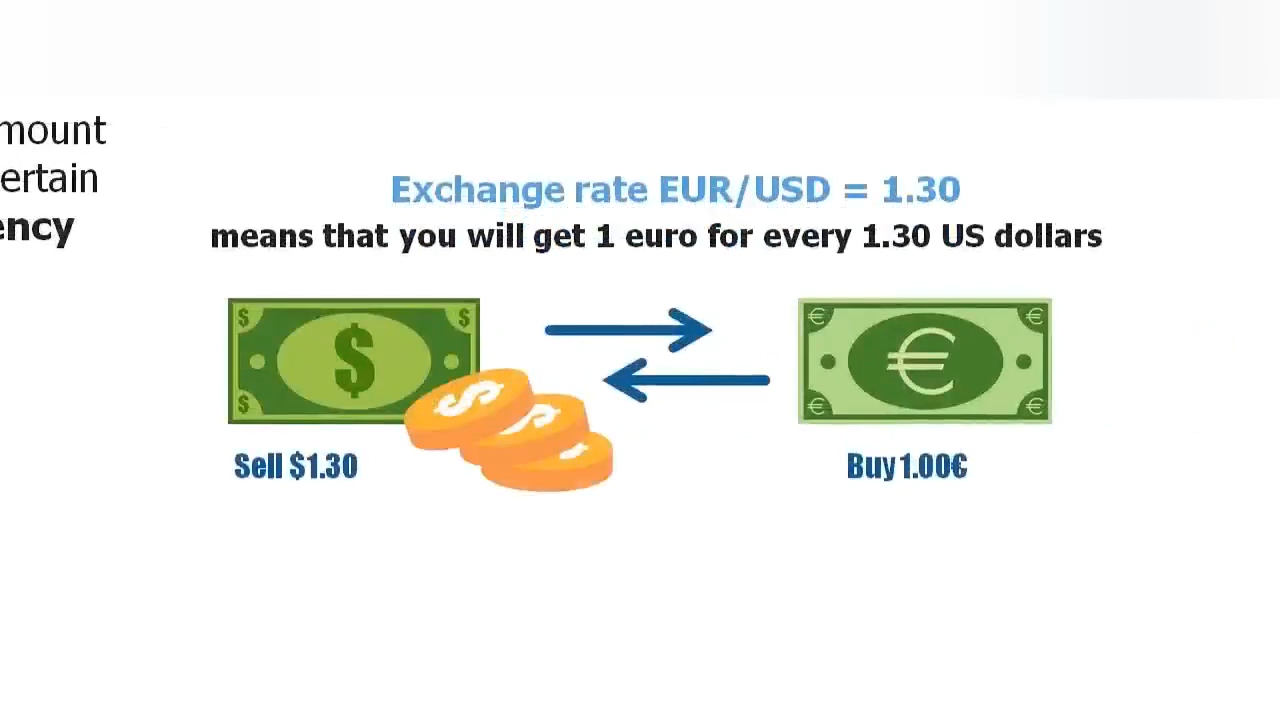 mount
ertain
ency
Exchange rate EUR/USD = 1.30
means that you will get 1 euro for every 1.30 US dollars
$ $
$
$
€ €
€
€ €
Sell $1.30
Buy 1.00€